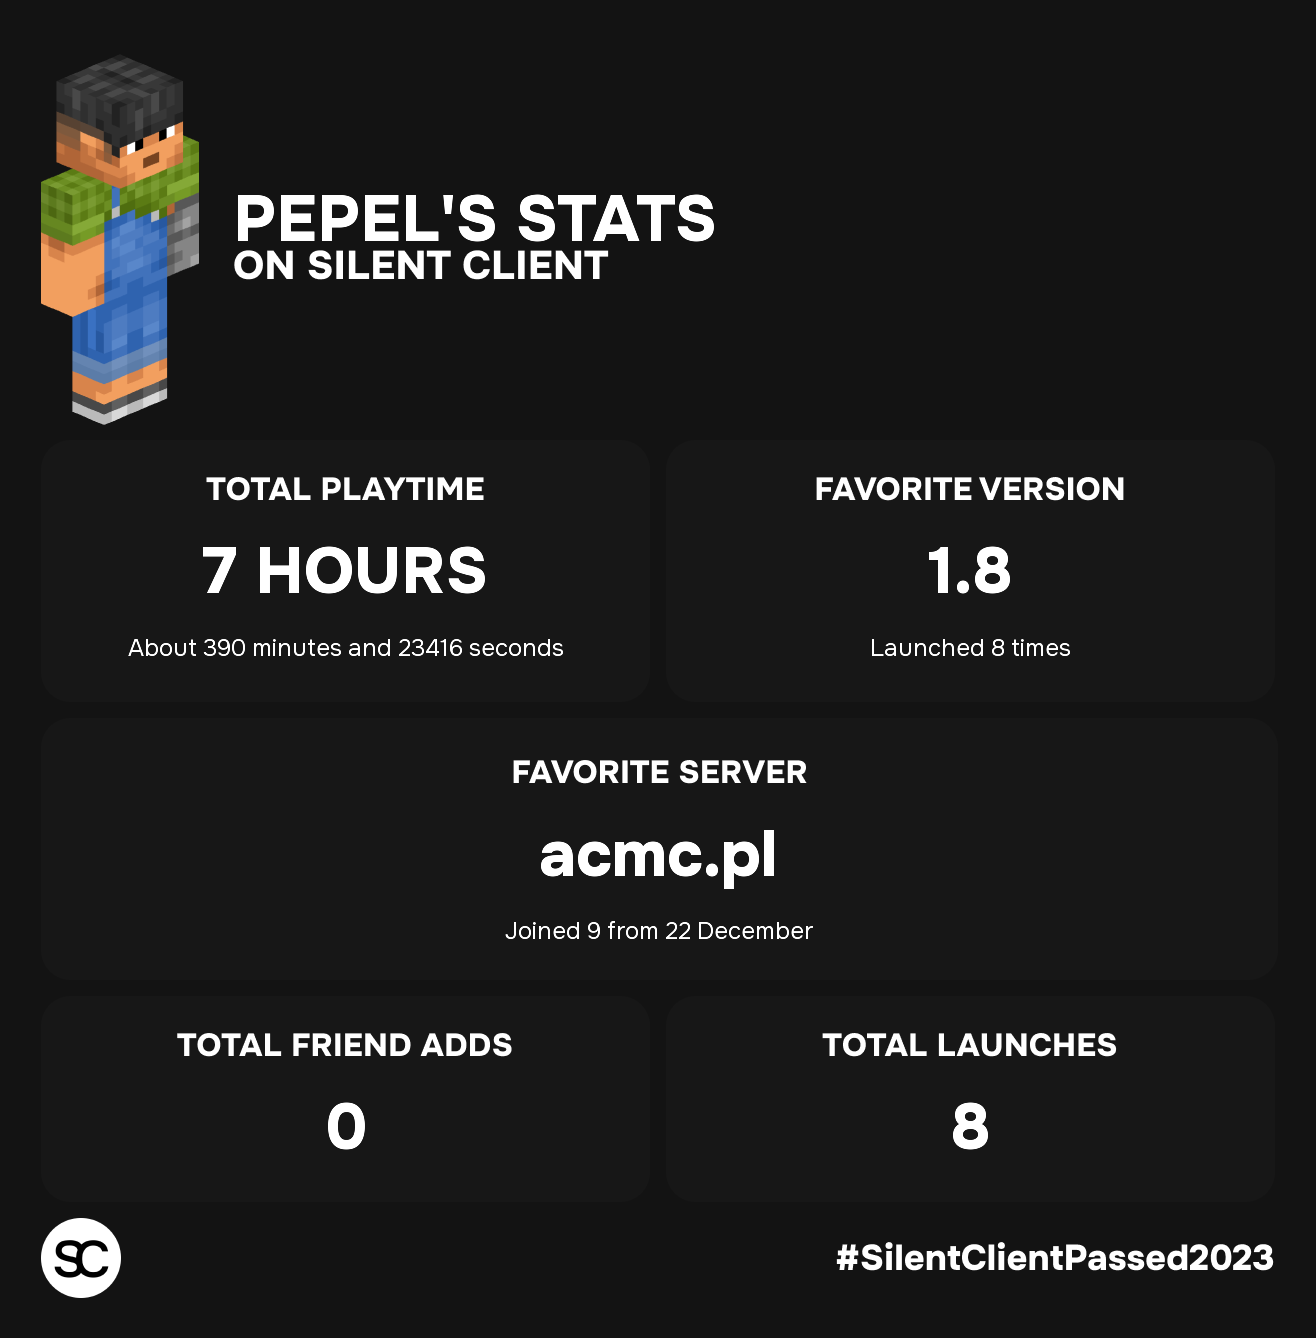 PEPEL'S STATS
ON SILENT CLIENT
TOTAL PLAYTIME
7 HOURS
About 390 minutes and 23416 seconds
FAVORITE VERSION
1.8
Launched 8 times
FAVORITE SERVER
acmc.pl
Joined 9 from 22 December
TOTAL FRIEND ADDS
0
TOTAL LAUNCHES
8
SC
#SilentClientPassed2023